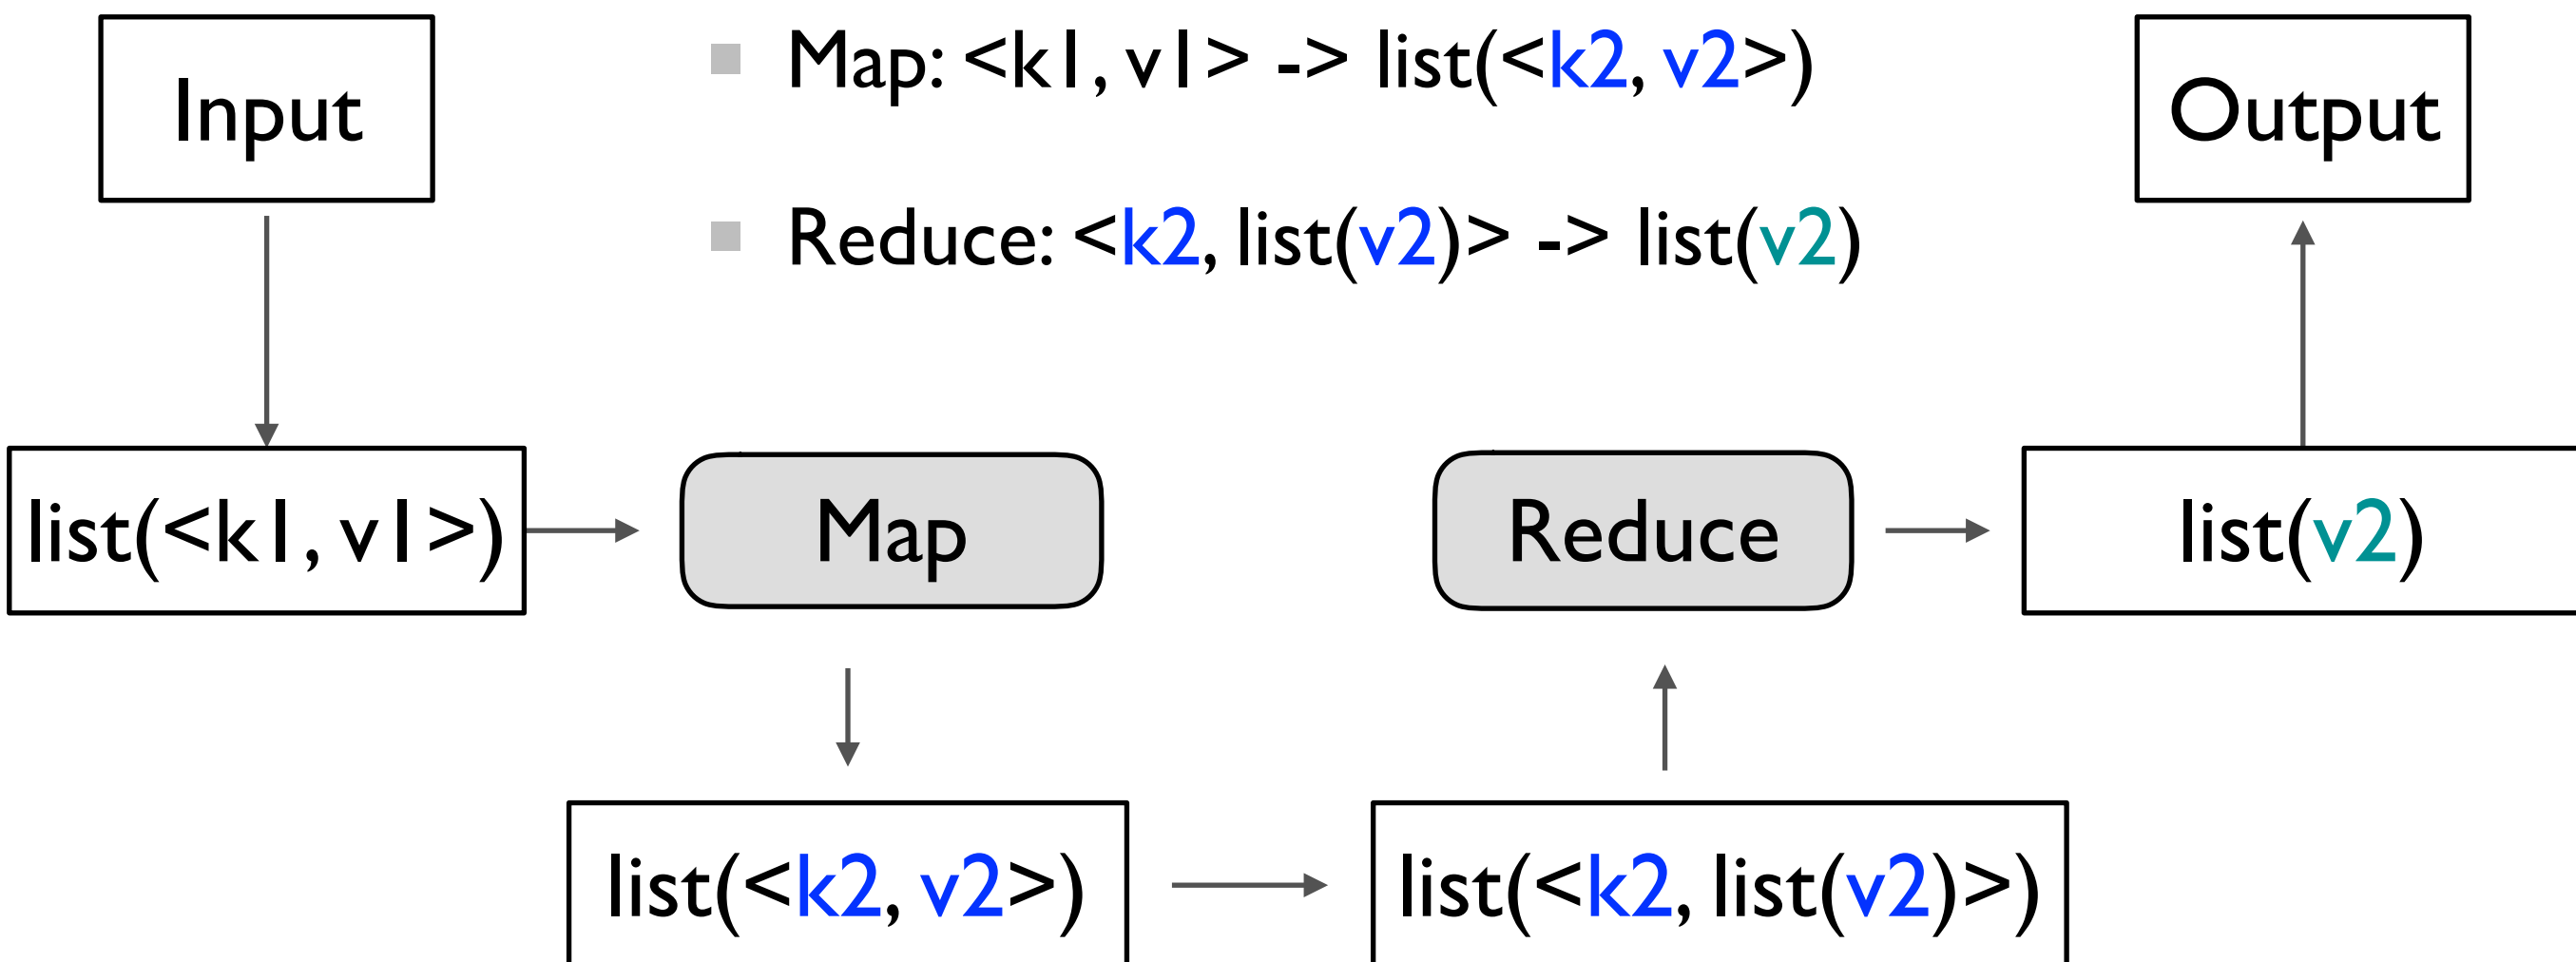 Input
Map: <k1, v1> -> list(<k2, v2>)
Output
Reduce: <k2, list(v2)> -> list(v2)
list(<k1, v1>)
Map
Reduce
list(v2)
list(<k2, v2>)
list(<k2, list(v2)>)